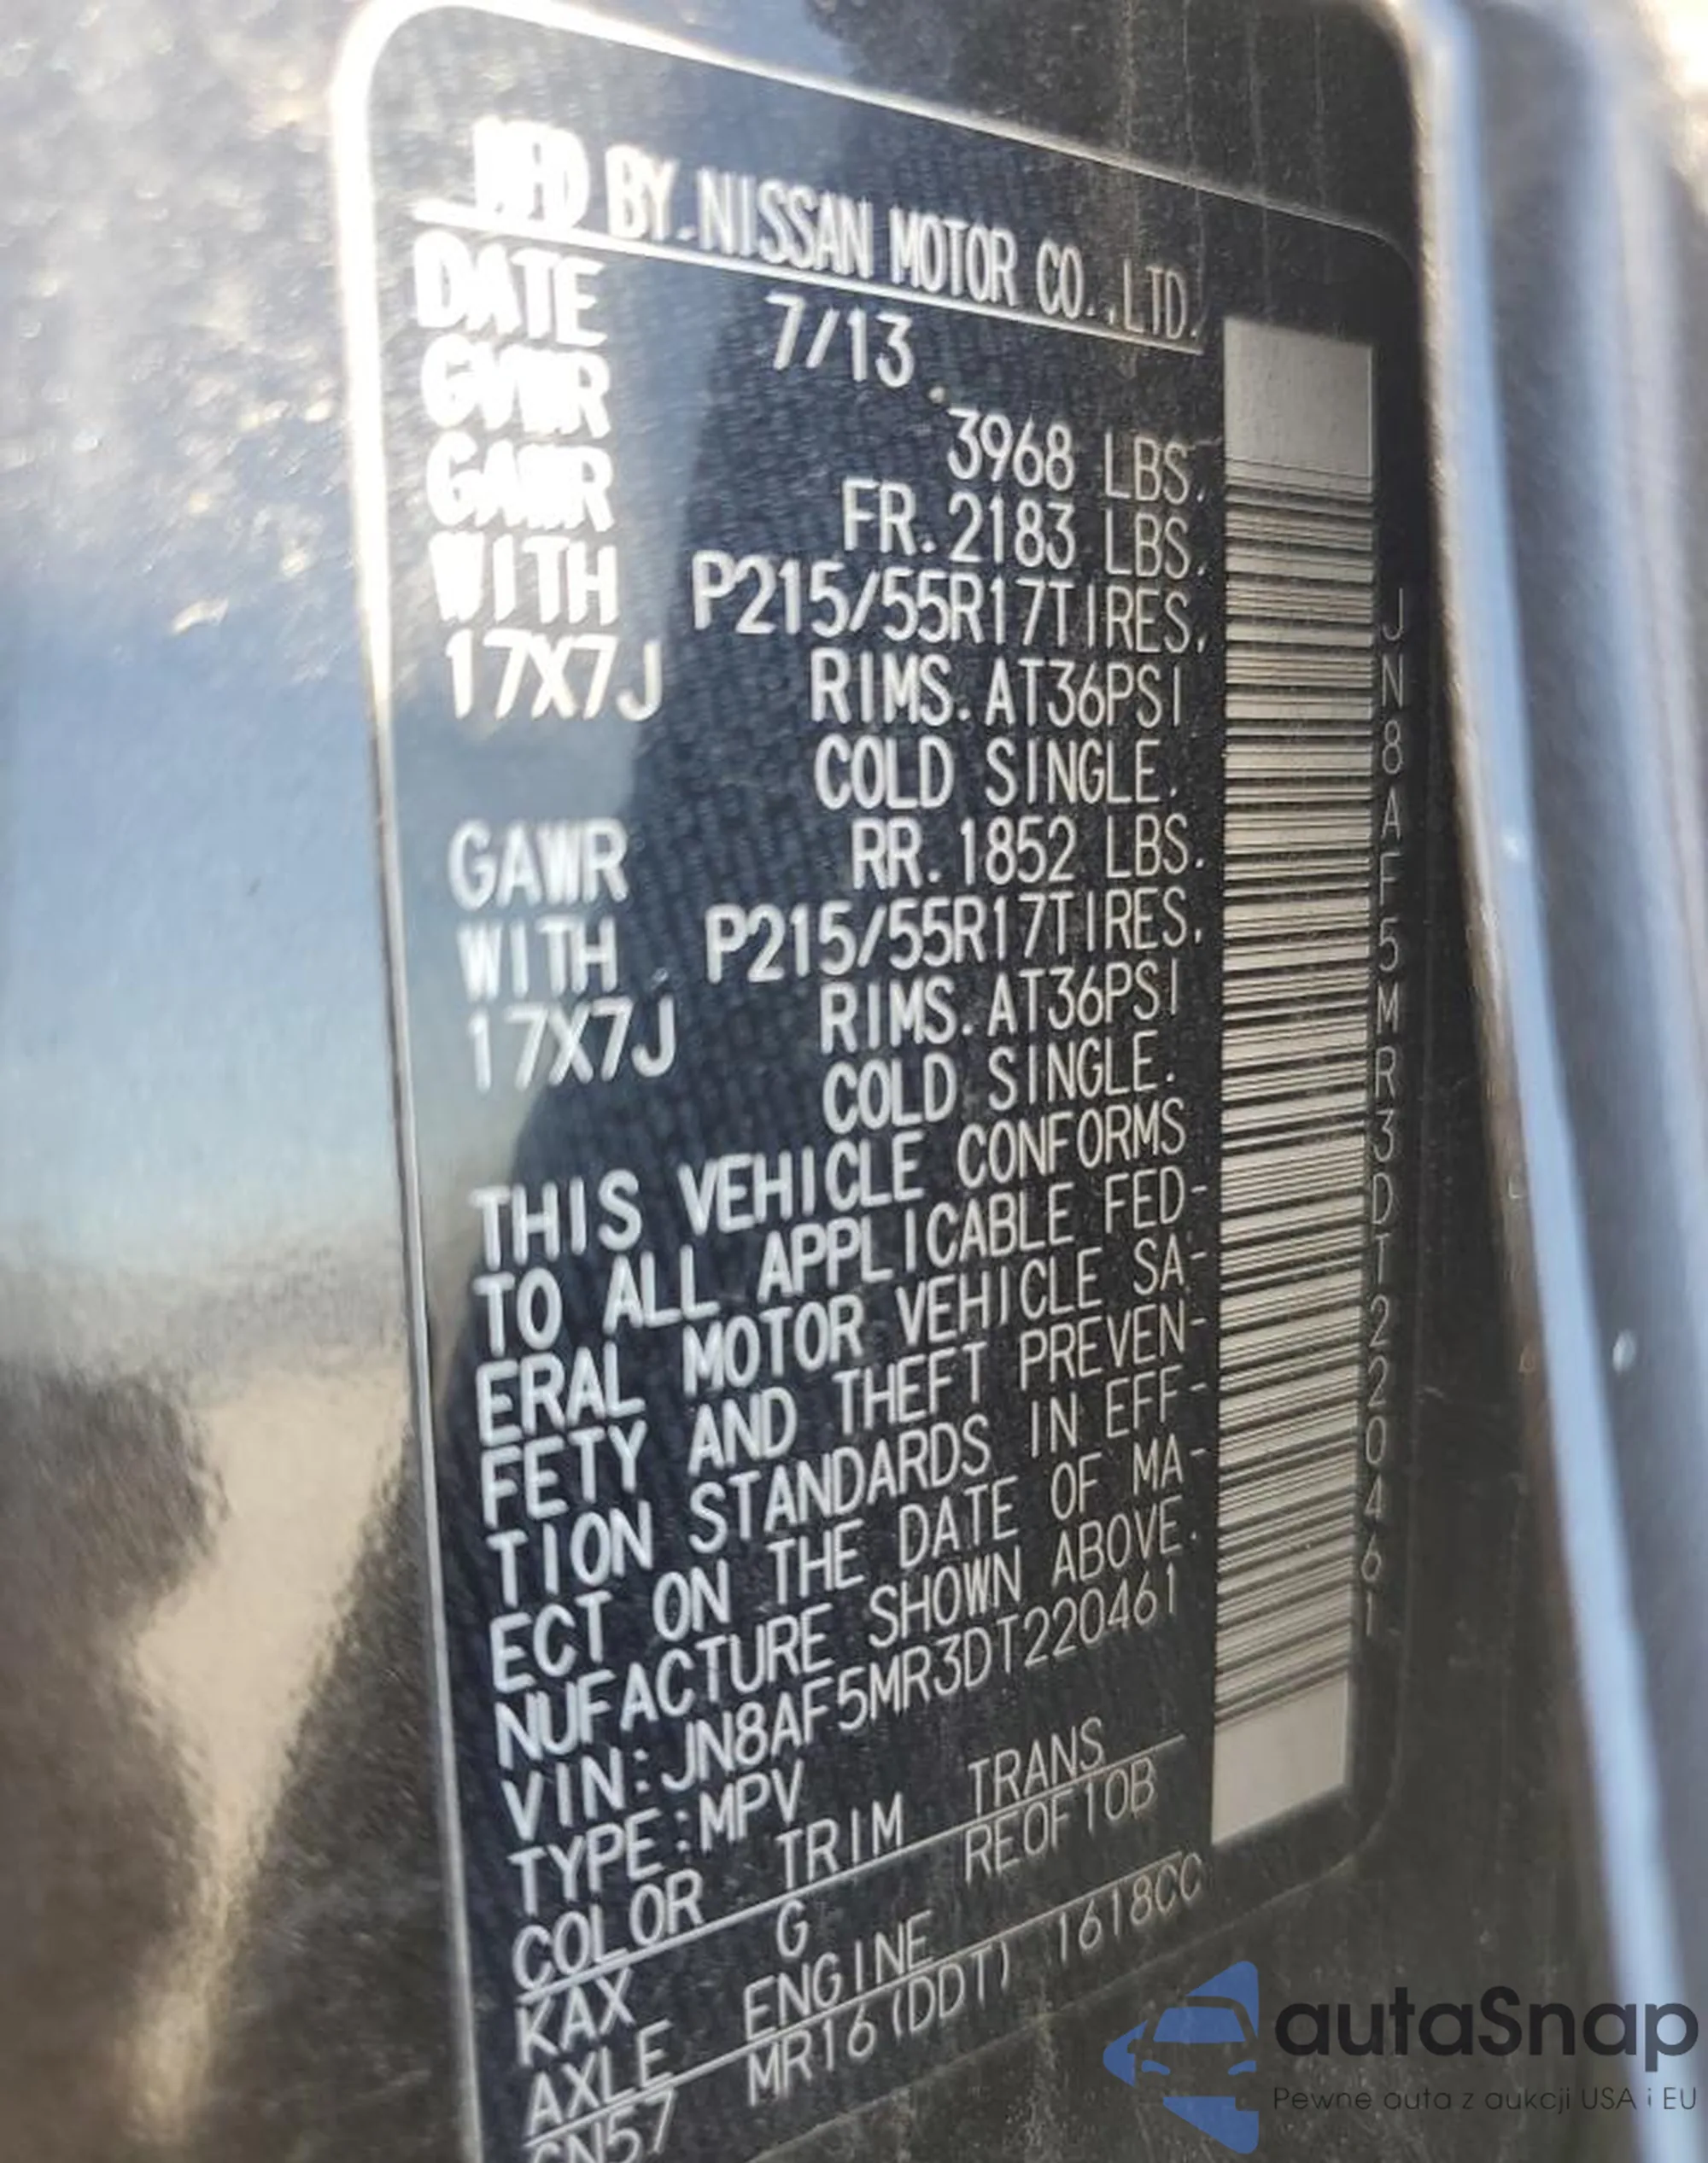 MFD BY NISSAN MOTOR CO.,LTD.
DATE 7/13
GVWR 3968 LBS.
GAWR FR.2183 LBS.
WITH P215/55R17TIRES.
17X7J RIMS.AT36PSI
COLD SINGLE.
GAWR RR.1852 LBS.
WITH P215/55R17TIRES.
17X7J RIMS.AT36PSI
COLD SINGLE.
THIS VEHICLE CONFORMS
TO ALL APPLICABLE FED-
ERAL MOTOR VEHICLE SA-
FETY AND THEFT PREVEN-
TION STANDARDS IN EFF-
ECT ON THE DATE OF MA-
NUFACTURE SHOWN ABOVE.
VIN:JN8AF5MR3DT220461
TYPE:MPV
COLOR TRIM TRANS
KAX G RE0F10B
AXLE ENGINE
GN57 MR16(DDT) 1618CC
JN8AF5MR3DT220461
autaSnap
Pewne auta z aukcji USA i EU